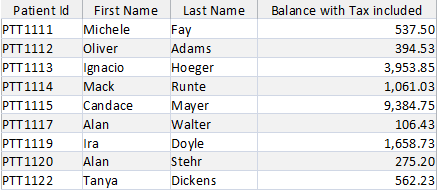 Patient Id First Name Last Name Balance with Tax included
PTT1111 Michele Fay 537.50
PTT1112 Oliver Adams 394.53
PTT1113 Ignacio Hoeger 3,953.85
PTT1114 Mack Runte 1,061.03
PTT1115 Candace Mayer 9,384.75
PTT1117 Alan Walter 106.43
PTT1119 Ira Doyle 1,658.73
PTT1120 Alan Stehr 275.20
PTT1122 Tanya Dickens 562.23